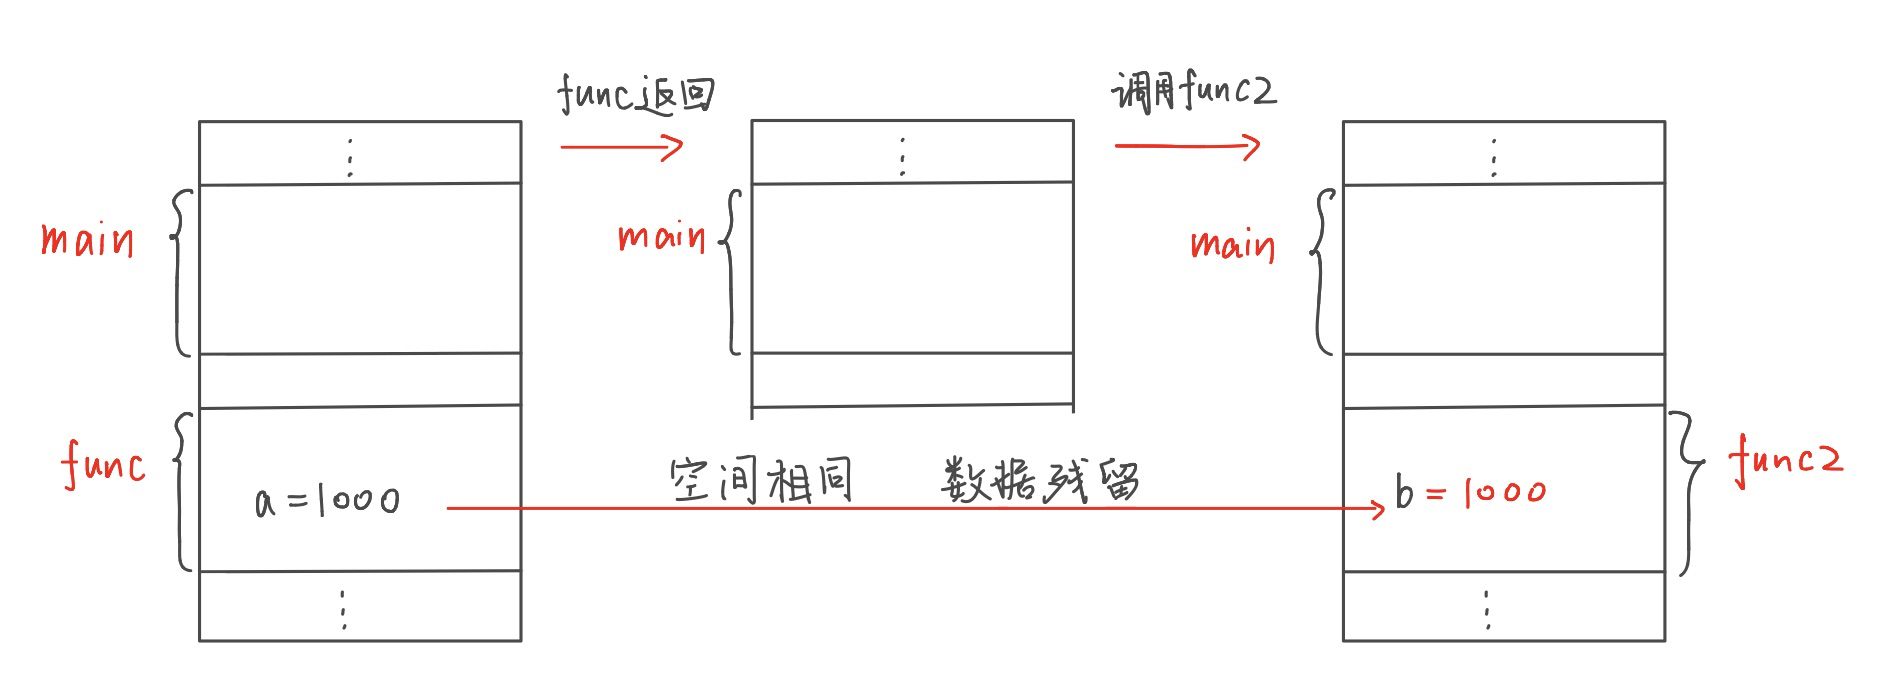 func返回
调用func2
main
main
main
func
空间相同 数据残留
func2
a=1000
b=1000